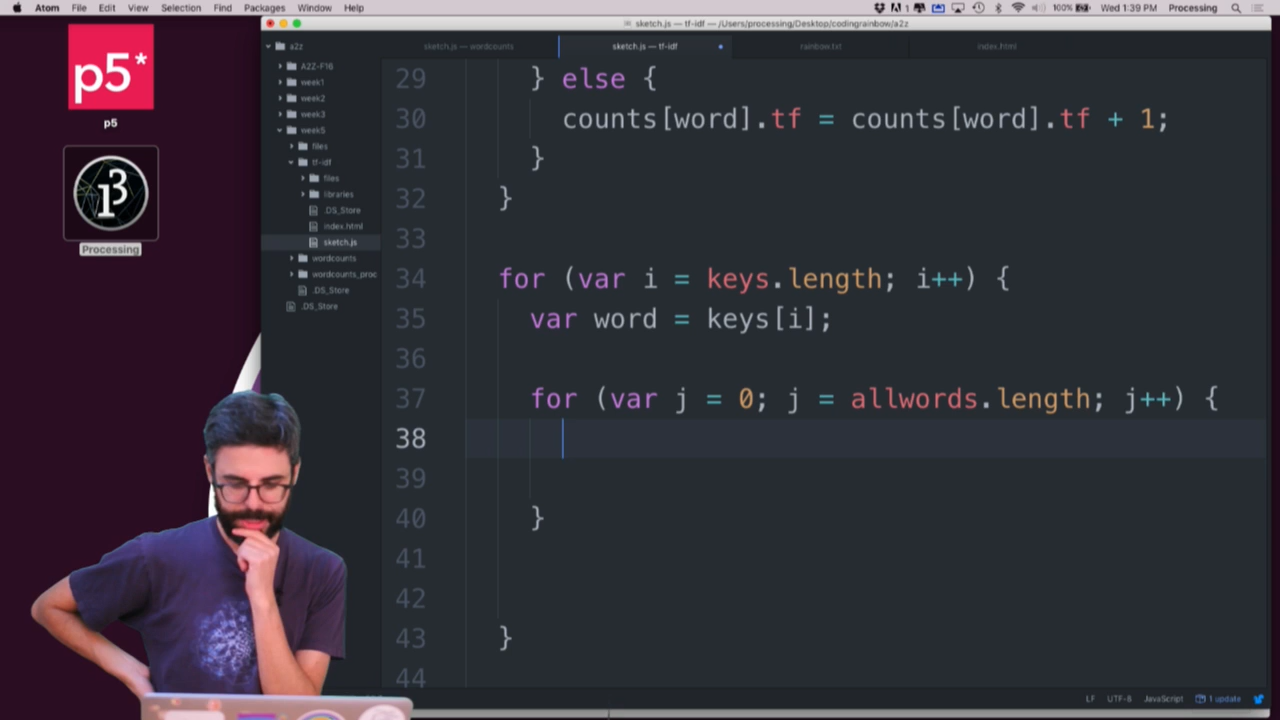 Atom File Edit View Selection Find Packages Window Help 1 100% Wed 1:39 PM Processing
sketch.js — tf-idf — /Users/processing/Desktop/codingrainbow/a2z
a2z
sketch.js — wordcounts
sketch.js — tf-idf
rainbow.txt
index.html
p5*
p5
Processing
A2Z-F16
week1
week2
week3
week5
files
tf-idf
files
libraries
.DS_Store
index.html
sketch.js
wordcounts
wordcounts_proc
.DS_Store
.DS_Store
29 } else {
30 counts[word].tf = counts[word].tf + 1;
31 }
32 }
33
34 for (var i = keys.length; i++) {
35 var word = keys[i];
36
37 for (var j = 0; j = allwords.length; j++) {
38
39
40 }
41
42
43 }
44
LF UTF-8 JavaScript 1 update